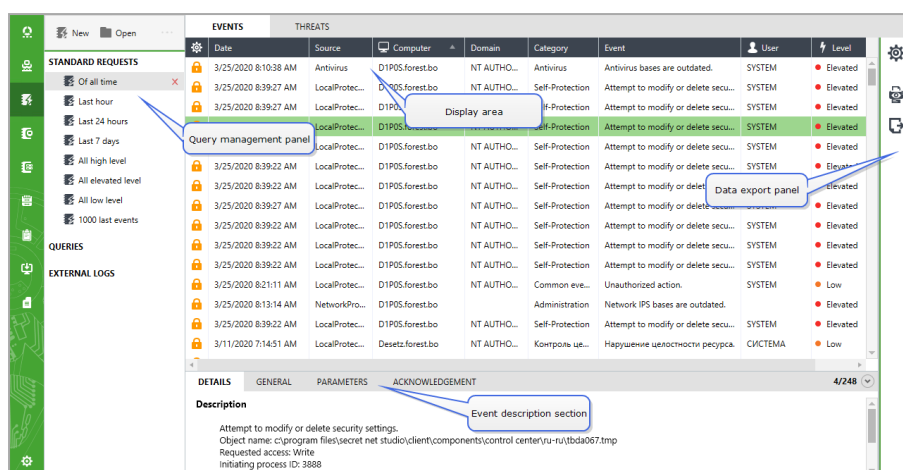 New Open ...
STANDARD REQUESTS
Of all time X
Last hour
Last 24 hours
Last 7 days
All high level
All elevated level
All low level
1000 last events
QUERIES
EXTERNAL LOGS
Query management panel
EVENTS THREATS
Date Source Computer Domain Category Event User Level
3/25/2020 8:10:38 AM Antivirus D1P0S.forest.bo NT AUTHO... Antivirus Antivirus bases are outdated. SYSTEM Elevated
3/25/2020 8:39:27 AM LocalProtec... D1P0S.forest.bo NT AUTHO... Self-Protection Attempt to modify or delete secu... SYSTEM Elevated
3/25/2020 8:39:27 AM LocalProtec... Attempt to modify or delete secu... SYSTEM Elevated
Display area
LocalProtec... Self-Protection Attempt to modify or delete secu... SYSTEM Elevated
LocalProtec... D1P0S.forest.bo NT AUTHO... Self-Protection Attempt to modify or delete secu... SYSTEM Elevated
3/25/2020 8:39:22 AM LocalProtec... D1P0S.forest.bo NT AUTHO... Self-Protection Attempt to modify or delete secu... SYSTEM Elevated
3/25/2020 8:39:22 AM LocalProtec... D1P0S.forest.bo NT AUTHO... Self-Protection Attempt to modify or Elevated
3/25/2020 8:39:27 AM LocalProtec... D1P0S.forest.bo NT AUTHO... Self-Protection Attempt to modify or Elevated
Data export panel
3/25/2020 8:39:22 AM LocalProtec... D1P0S.forest.bo NT AUTHO... Self-Protection Attempt to modify or delete secu... SYSTEM Elevated
3/25/2020 8:39:22 AM LocalProtec... D1P0S.forest.bo NT AUTHO... Self-Protection Attempt to modify or delete secu... SYSTEM Elevated
3/25/2020 8:39:22 AM LocalProtec... D1P0S.forest.bo NT AUTHO... Self-Protection Attempt to modify or delete secu... SYSTEM Elevated
3/25/2020 8:21:11 AM LocalProtec... D1P0S.forest.bo NT AUTHO... Common eve... Unauthorized action. SYSTEM Low
3/25/2020 8:13:14 AM NetworkPro... D1P0S.forest.bo Administration Network IPS bases are outdated. Elevated
3/25/2020 8:39:22 AM LocalProtec... D1P0S.forest.bo NT AUTHO... Self-Protection Attempt to modify or delete secu... SYSTEM Elevated
3/11/2020 7:14:51 AM LocalProtec... Desetz.forest.bo NT AUTHO... Контроль це... Нарушение целостности ресурса. СИСТЕМА Low
DETAILS GENERAL PARAMETERS ACKNOWLEDGEMENT 4/248
Event description section
Description
Attempt to modify or delete security settings.
Object name: c:\program files\secret net studio\client\components\control center\ru-ru\tbda067.tmp
Requested access: Write
Initiating process ID: 3888